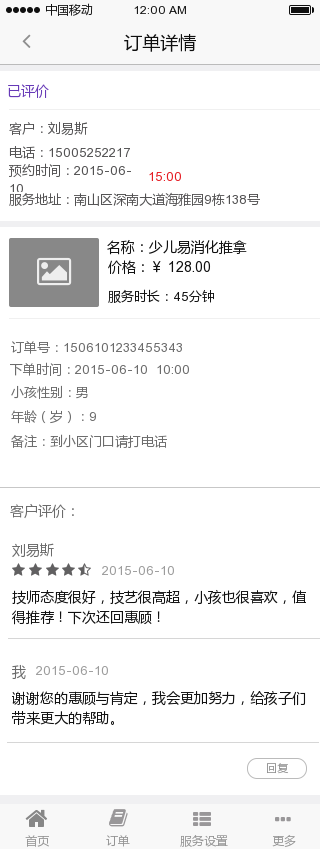 中国移动 12:00 AM
订单详情
已评价
客户：刘易斯
电话：15005252217
预约时间：2015-06-10 15:00
服务地址：南山区深南大道海雅园9栋138号
名称：少儿易消化推拿
价格：¥ 128.00
服务时长：45分钟
订单号：1506101233455343
下单时间：2015-06-10 10:00
小孩性别：男
年龄（岁）：9
备注：到小区门口请打电话
客户评价：
刘易斯
2015-06-10
技师态度很好，技艺很高超，小孩也很喜欢，值
得推荐！下次还回惠顾！
我 2015-06-10
谢谢您的惠顾与肯定，我会更加努力，给孩子们
带来更大的帮助。
回复
首页 订单 服务设置 更多